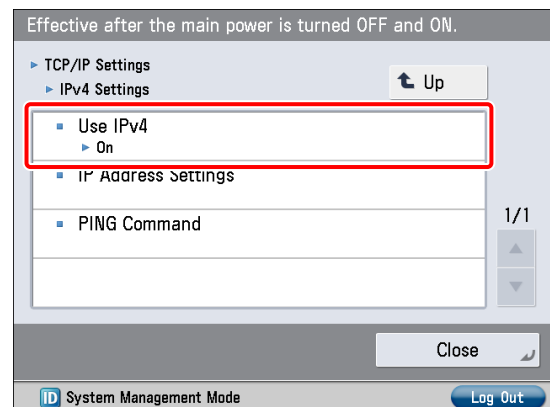 Effective after the main power is turned OFF and ON.
TCP/IP Settings
IPv4 Settings
Up
Use IPv4
On
IP Address Settings
PING Command
1/1
Close
ID System Management Mode
Log Out